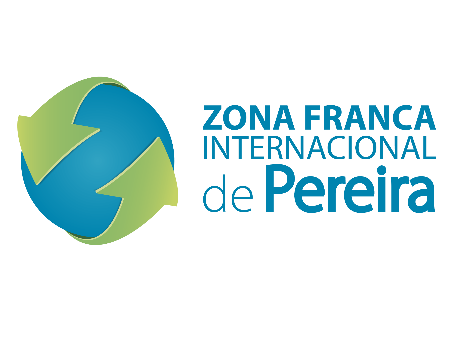 ZONA FRANCA
INTERNACIONAL
de Pereira